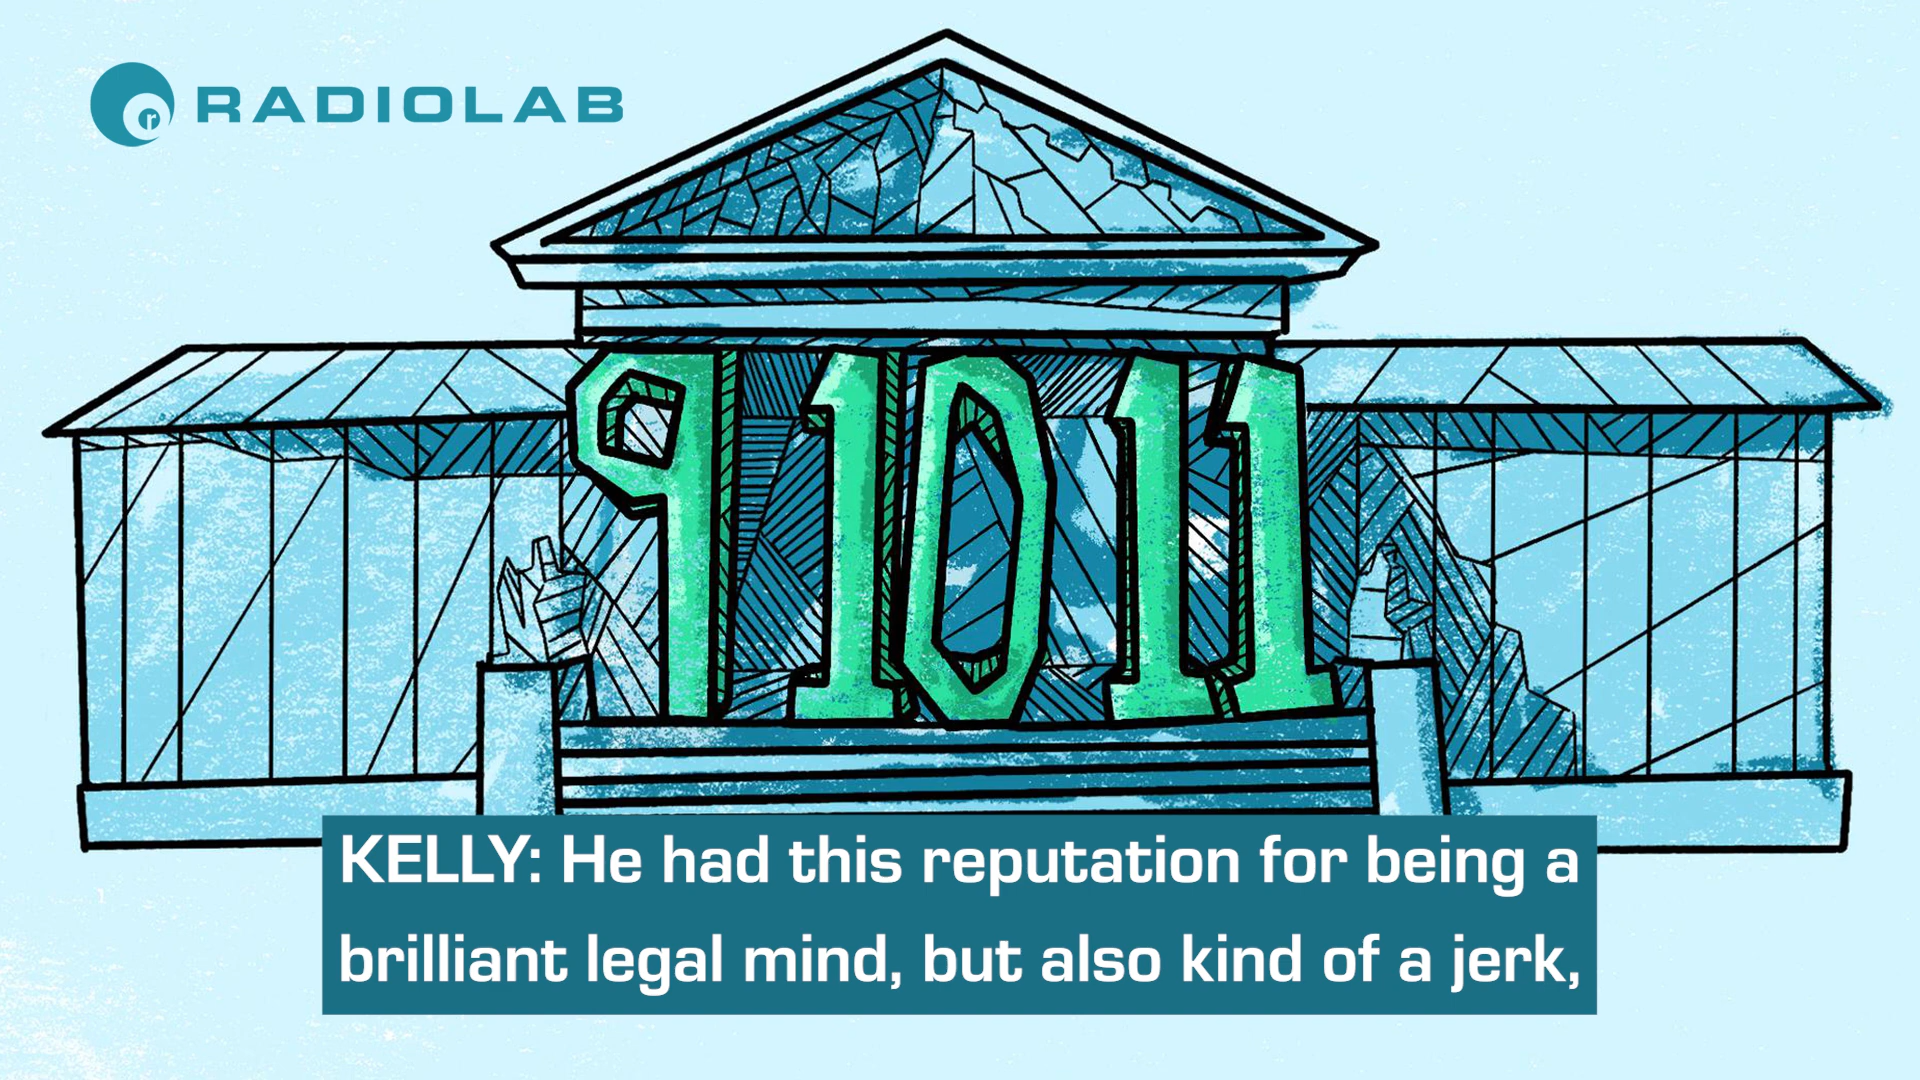 RADIOLAB
9 10 11
KELLY: He had this reputation for being a
brilliant legal mind, but also kind of a jerk,